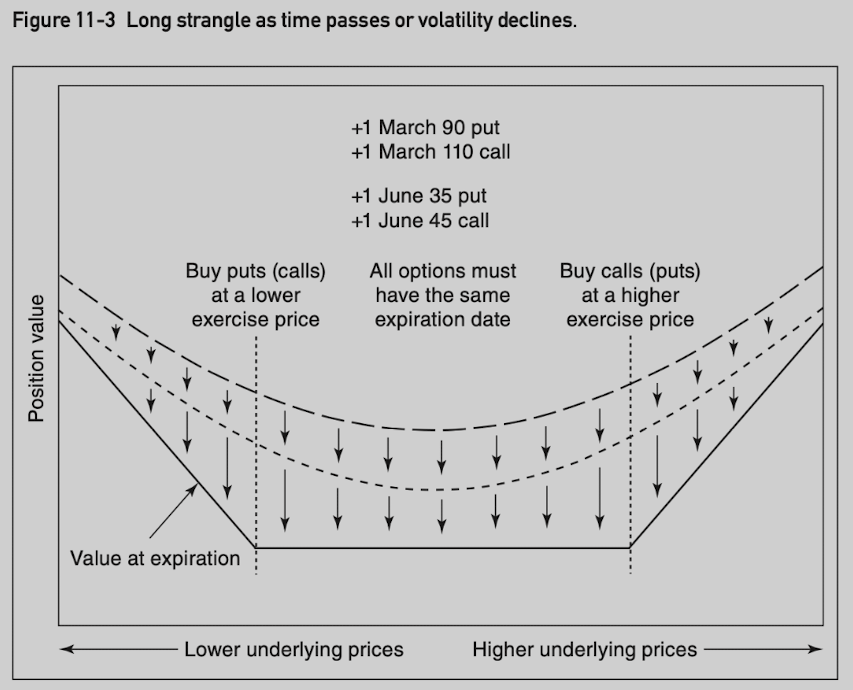 Figure 11-3 Long strangle as time passes or volatility declines.
+1 March 90 put
+1 March 110 call
+1 June 35 put
+1 June 45 call
Buy puts (calls)
at a lower
exercise price
All options must
have the same
expiration date
Buy calls (puts)
at a higher
exercise price
Position value
Value at expiration
Lower underlying prices
Higher underlying prices